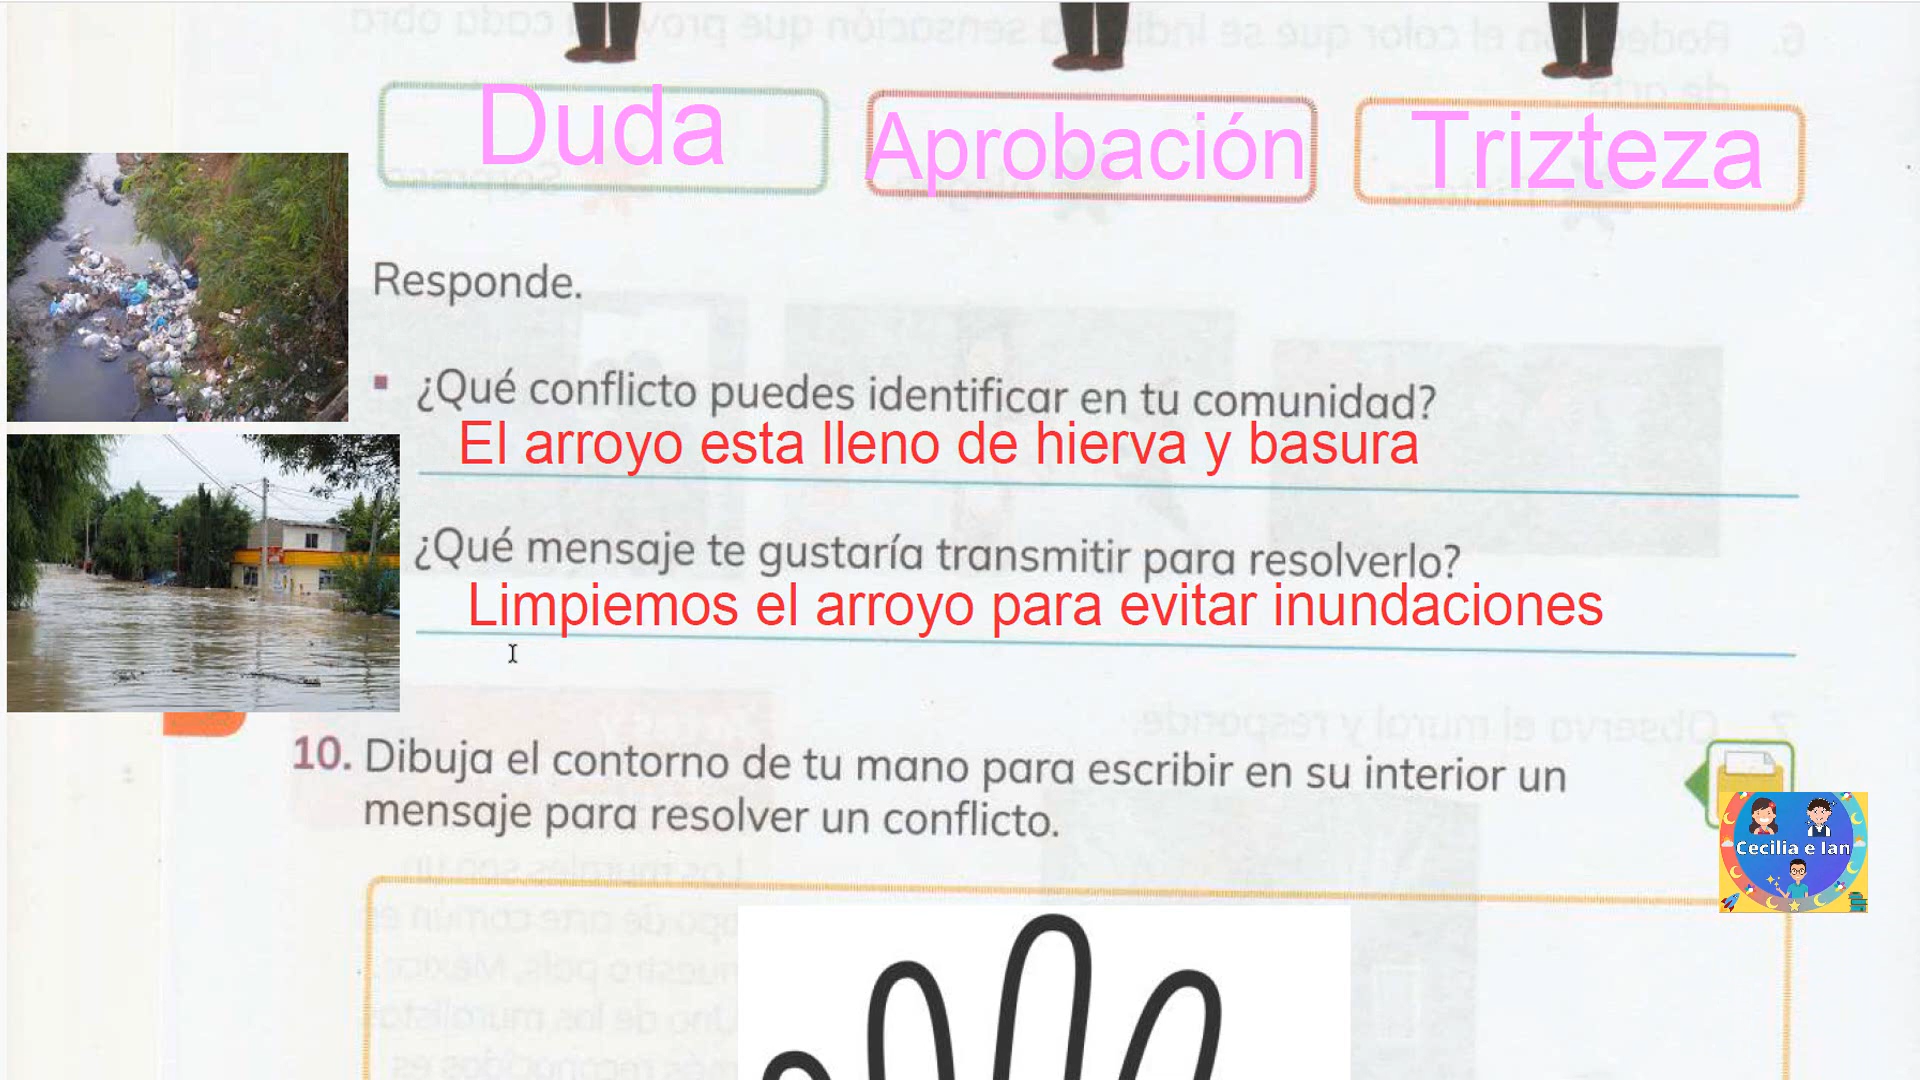 Duda
Aprobación
Trizteza
Responde.
¿Qué conflicto puedes identificar en tu comunidad?
El arroyo esta lleno de hierva y basura
¿Qué mensaje te gustaría transmitir para resolverlo?
Limpiemos el arroyo para evitar inundaciones
10. Dibuja el contorno de tu mano para escribir en su interior un
mensaje para resolver un conflicto.
Cecilia e Ian